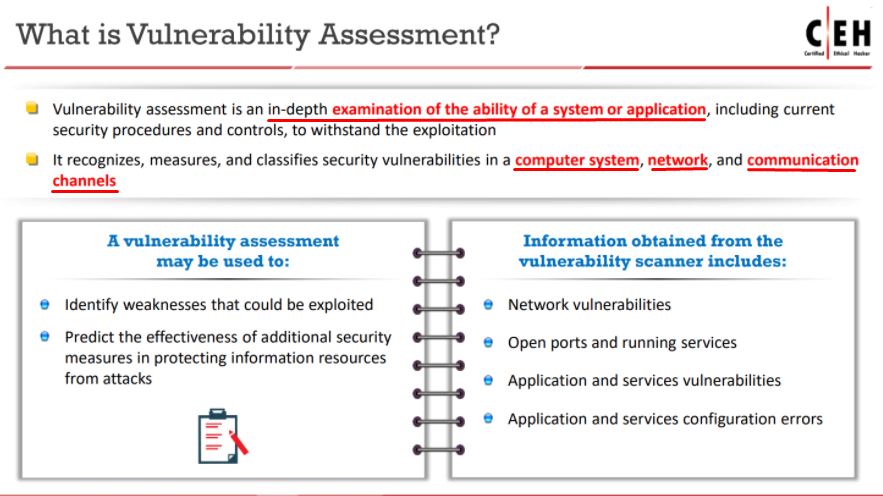 What is Vulnerability Assessment?
C|EH
Certified Ethical Hacker
Vulnerability assessment is an in-depth examination of the ability of a system or application, including current
security procedures and controls, to withstand the exploitation
It recognizes, measures, and classifies security vulnerabilities in a computer system, network, and communication
channels
A vulnerability assessment
may be used to:
Identify weaknesses that could be exploited
Predict the effectiveness of additional security
measures in protecting information resources
from attacks
Information obtained from the
vulnerability scanner includes:
Network vulnerabilities
Open ports and running services
Application and services vulnerabilities
Application and services configuration errors